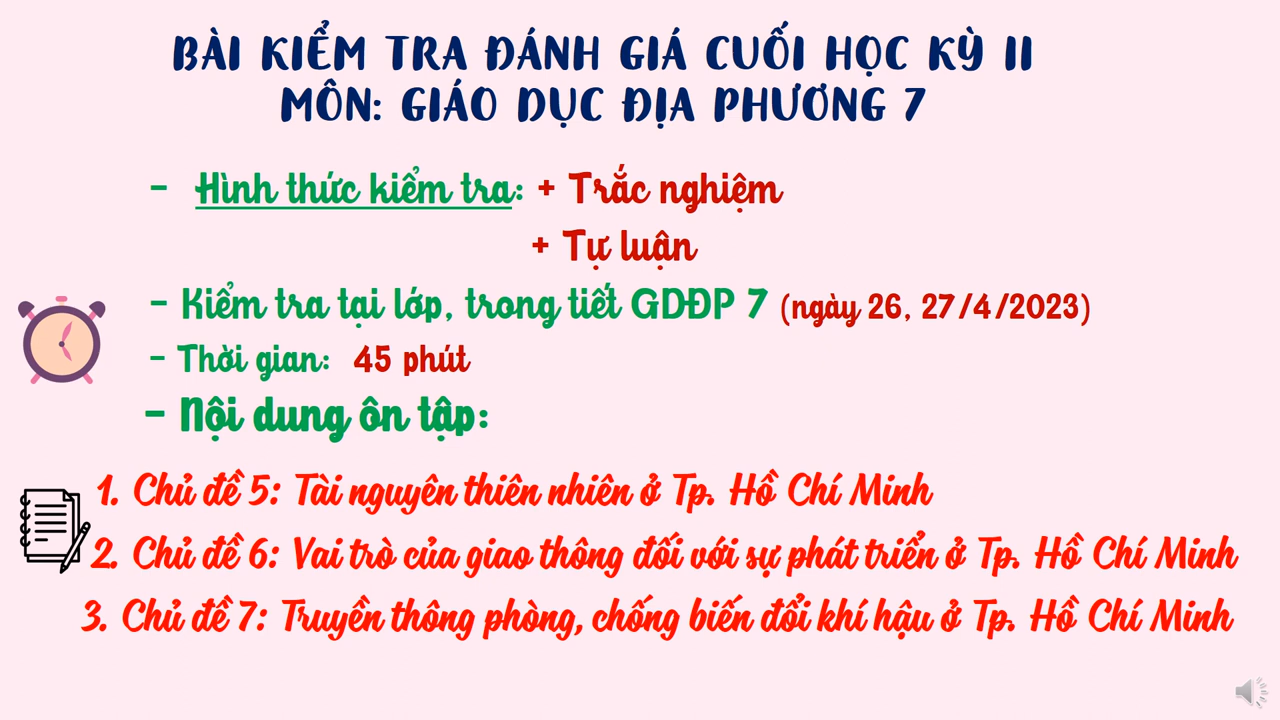 BÀI KIỂM TRA ĐÁNH GIÁ CUỐI HỌC KỲ II
MÔN: GIÁO DỤC ĐỊA PHƯƠNG 7
- Hình thức kiểm tra: + Trắc nghiệm
+ Tự luận
- Kiểm tra tại lớp, trong tiết GDĐP 7 (ngày 26, 27/4/2023)
- Thời gian: 45 phút
- Nội dung ôn tập:
1. Chủ đề 5: Tài nguyên thiên nhiên ở Tp. Hồ Chí Minh
2. Chủ đề 6: Vai trò của giao thông đối với sự phát triển ở Tp. Hồ Chí Minh
3. Chủ đề 7: Truyền thông phòng, chống biến đổi khí hậu ở Tp. Hồ Chí Minh